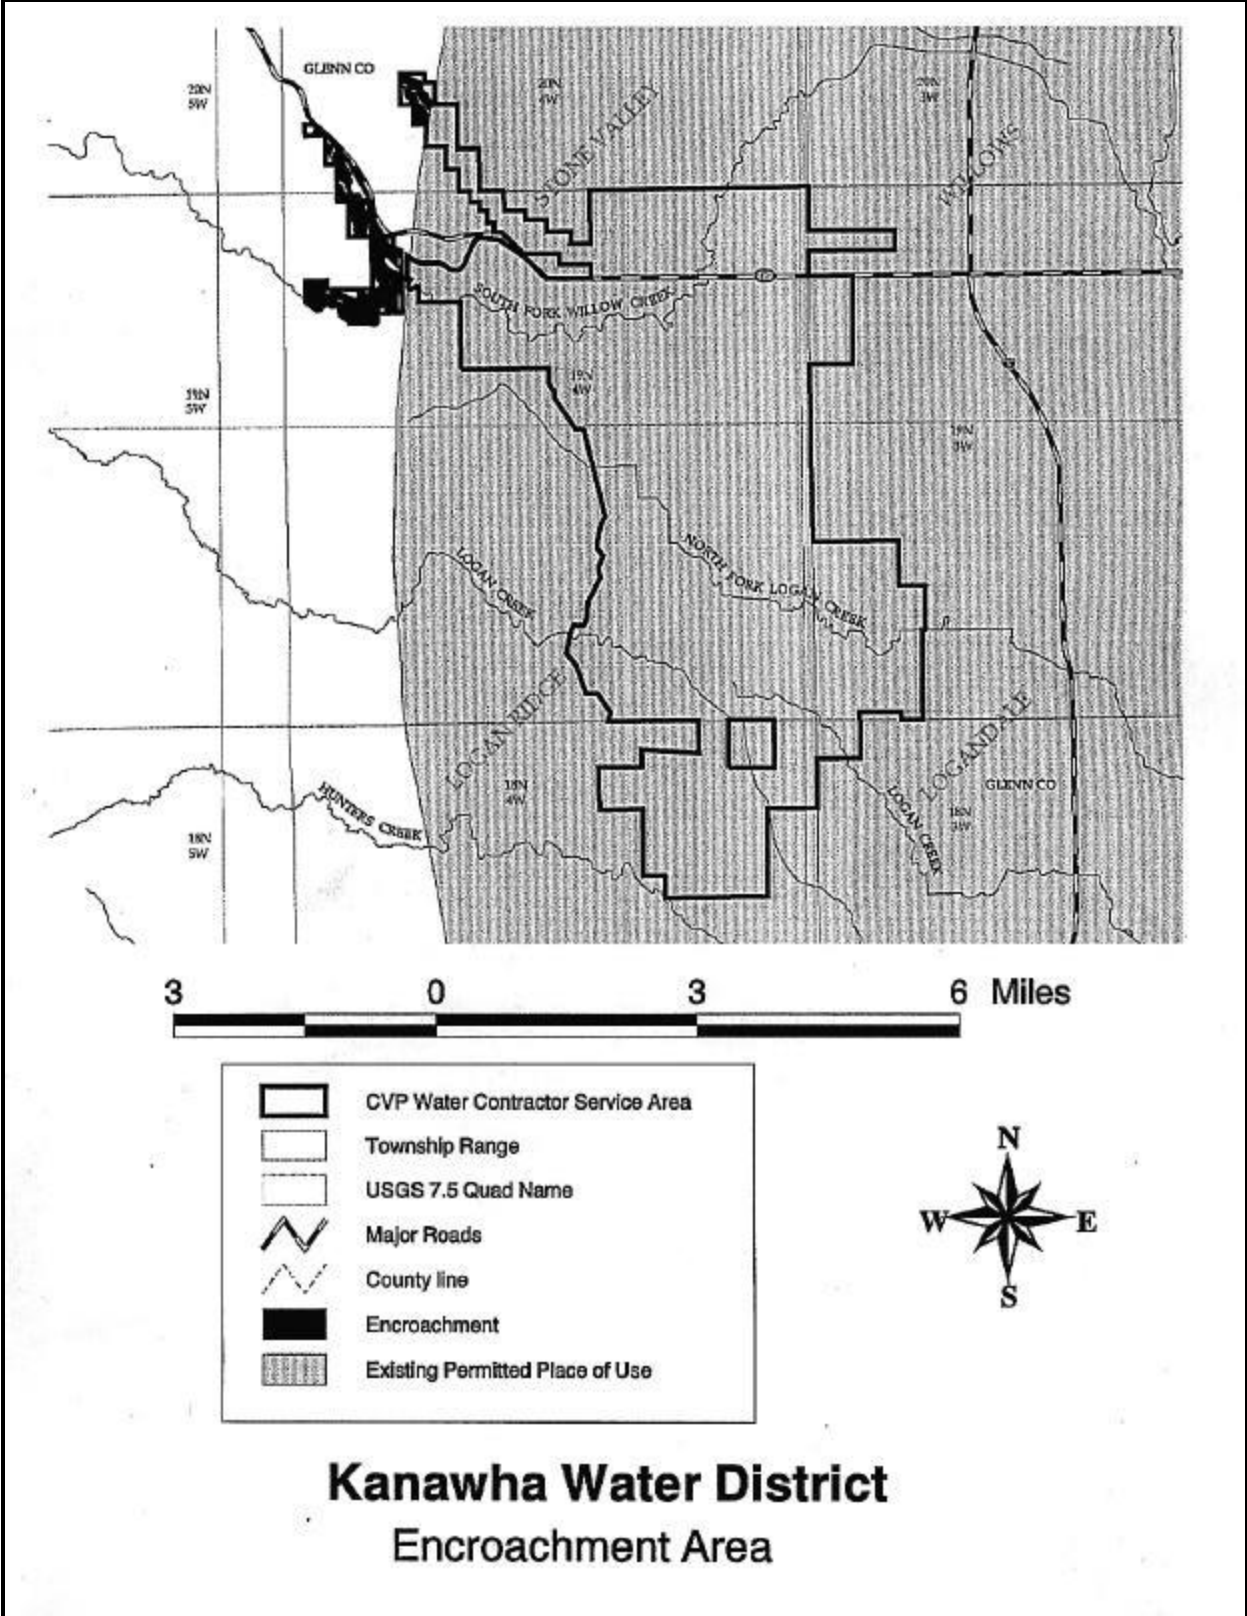 GLENN CO
20N
5W
20N
4W
20N
3W
STONE VALLEY
WILLOWS
SOUTH FORK WILLOW CREEK
19N
5W
19N
4W
19N
3W
LOGAN CREEK
NORTH FORK LOGAN CREEK
LOGAN RIDGE
LOGANDALE
GLENN CO
18N
4W
18N
3W
HUNTERS CREEK
LOGAN CREEK
18N
5W
3 0 3 6 Miles
CVP Water Contractor Service Area
Township Range
USGS 7.5 Quad Name
Major Roads
County line
Encroachment
Existing Permitted Place of Use
N
W E
S
Kanawha Water District
Encroachment Area